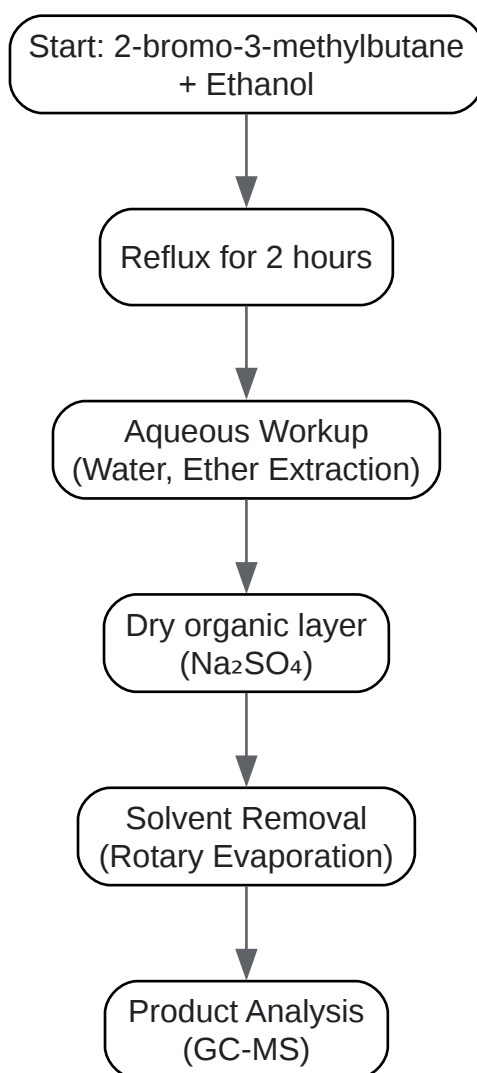 Start: 2-bromo-3-methylbutane
+ Ethanol
Reflux for 2 hours
Aqueous Workup
(Water, Ether Extraction)
Dry organic layer
(Na₂SO₄)
Solvent Removal
(Rotary Evaporation)
Product Analysis
(GC-MS)